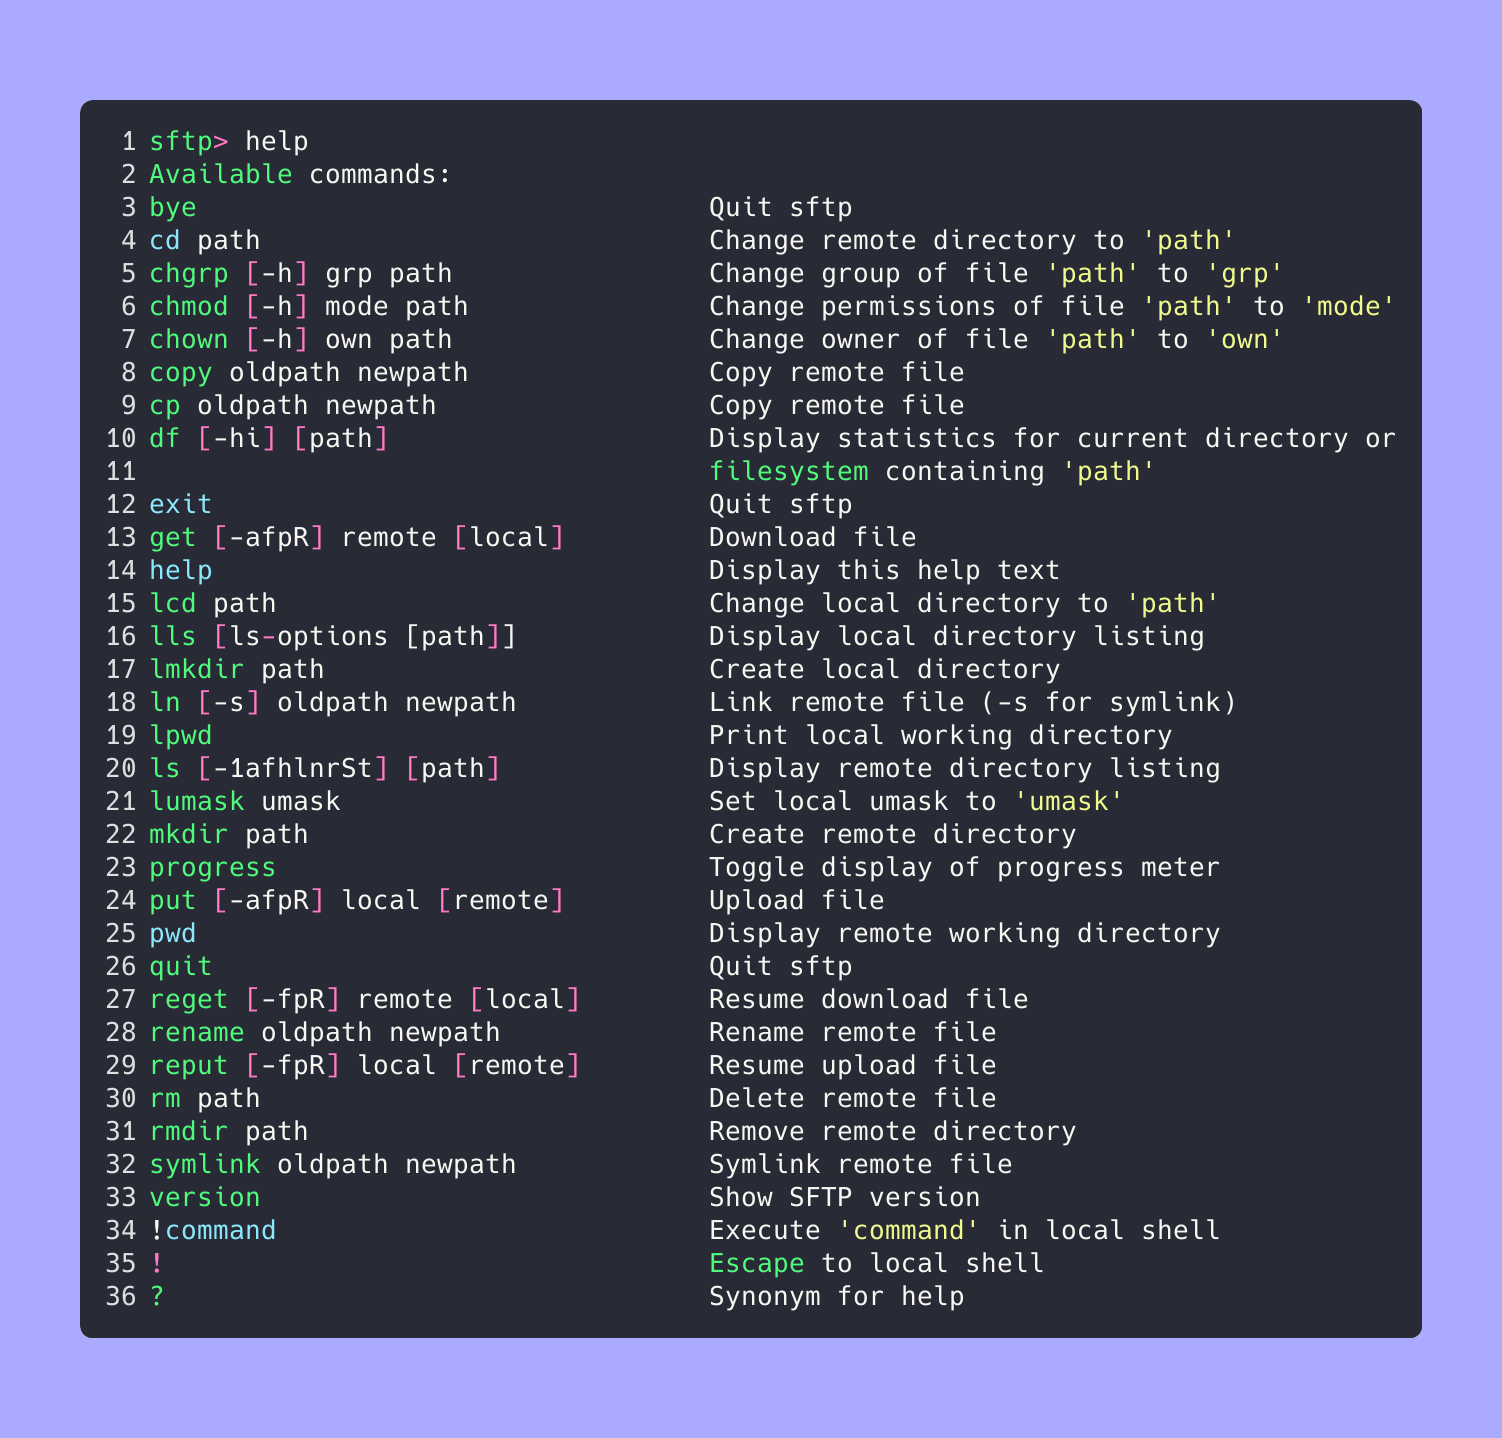 1 sftp> help
2 Available commands:
3 bye                                Quit sftp
4 cd path                            Change remote directory to 'path'
5 chgrp [-h] grp path                Change group of file 'path' to 'grp'
6 chmod [-h] mode path               Change permissions of file 'path' to 'mode'
7 chown [-h] own path                Change owner of file 'path' to 'own'
8 copy oldpath newpath               Copy remote file
9 cp oldpath newpath                 Copy remote file
10 df [-hi] [path]                    Display statistics for current directory or
11                                    filesystem containing 'path'
12 exit                               Quit sftp
13 get [-afpR] remote [local]         Download file
14 help                               Display this help text
15 lcd path                           Change local directory to 'path'
16 lls [ls-options [path]]            Display local directory listing
17 lmkdir path                        Create local directory
18 ln [-s] oldpath newpath            Link remote file (-s for symlink)
19 lpwd                               Print local working directory
20 ls [-1afhlnrSt] [path]             Display remote directory listing
21 lumask umask                       Set local umask to 'umask'
22 mkdir path                         Create remote directory
23 progress                           Toggle display of progress meter
24 put [-afpR] local [remote]         Upload file
25 pwd                                Display remote working directory
26 quit                               Quit sftp
27 reget [-fpR] remote [local]        Resume download file
28 rename oldpath newpath             Rename remote file
29 reput [-fpR] local [remote]        Resume upload file
30 rm path                            Delete remote file
31 rmdir path                         Remove remote directory
32 symlink oldpath newpath            Symlink remote file
33 version                            Show SFTP version
34 !command                           Execute 'command' in local shell
35 !                                  Escape to local shell
36 ?                                  Synonym for help